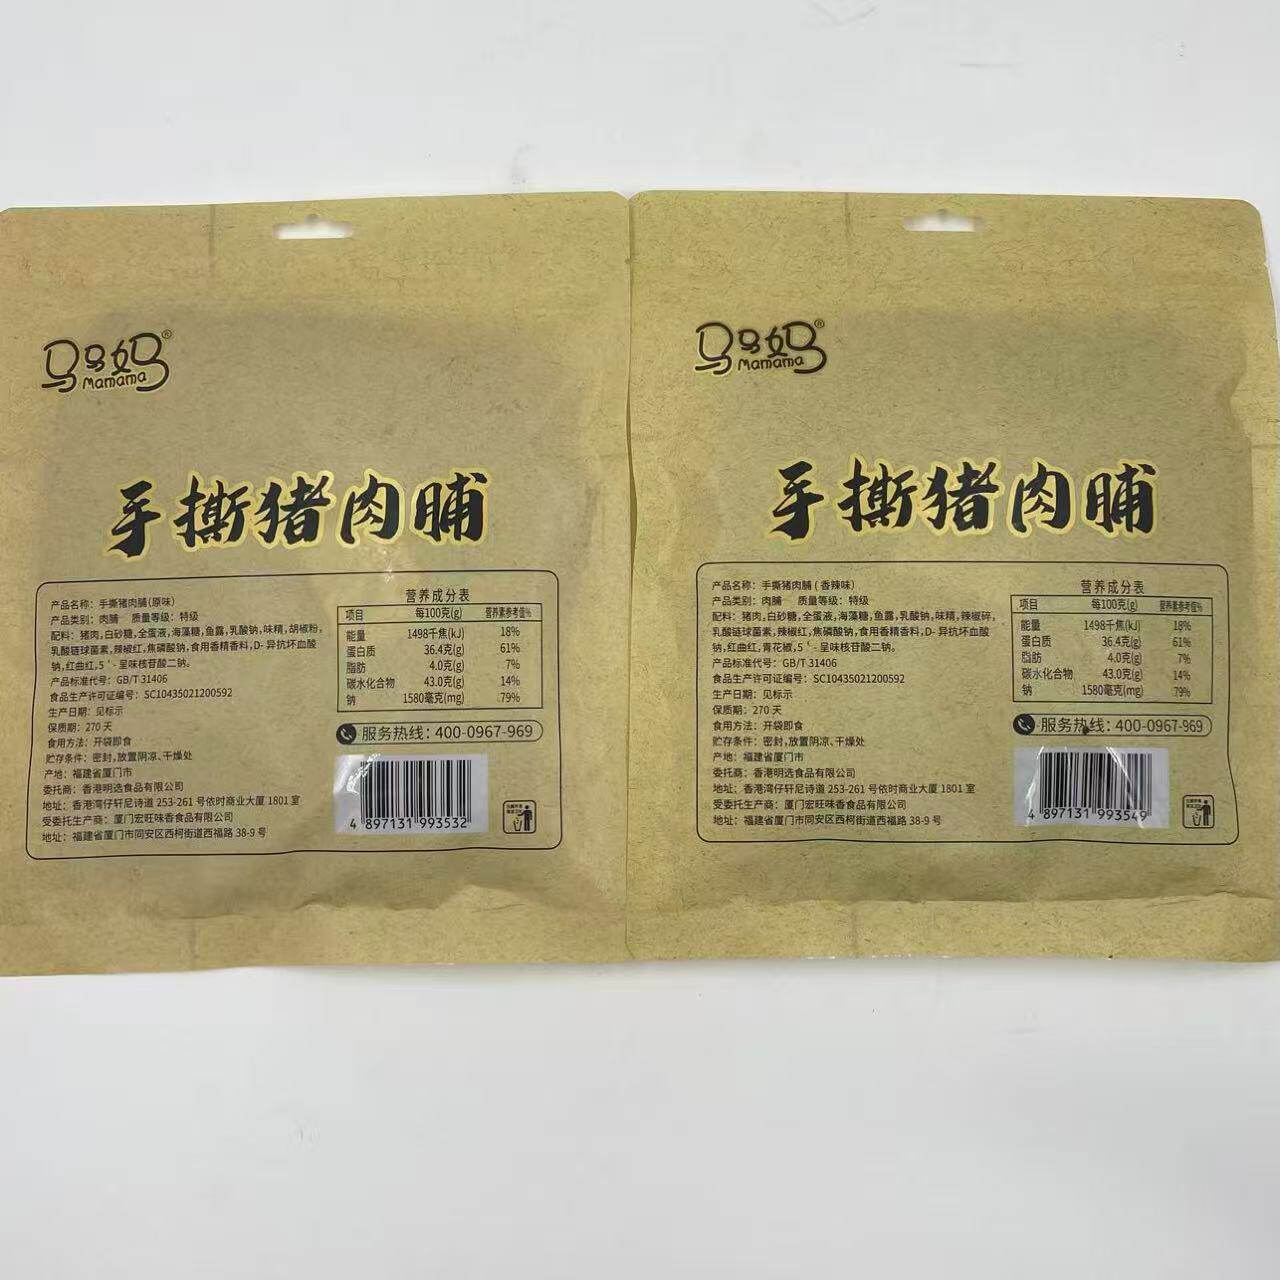 马马妈®
Mamama
手撕猪肉脯
产品名称：手撕猪肉脯(原味)
产品类别：肉脯 质量等级：特级
配料：猪肉,白砂糖,全蛋液,海藻糖,鱼露,乳酸钠,味精,胡椒粉,
乳酸链球菌素,辣椒红,焦磷酸钠,食用香精香料,D-异抗坏血酸
钠,红曲红,5'-呈味核苷酸二钠。
产品标准代号：GB/T 31406
食品生产许可证编号：SC10435021200592
生产日期：见标示
保质期：270 天
食用方法：开袋即食
贮存条件：密封,放置阴凉、干燥处
产地：福建省厦门市
委托商：香港明选食品有限公司
地址：香港湾仔轩尼诗道 253-261 号依时商业大厦 1801 室
受委托生产商：厦门宏旺味香食品有限公司
地址：福建省厦门市同安区西柯街道西福路 38-9 号
营养成分表
项目 每100克(g) 营养素参考值%
能量 1498千焦(kJ) 18%
蛋白质 36.4克(g) 61%
脂肪 4.0克(g) 7%
碳水化合物 43.0克(g) 14%
钠 1580毫克(mg) 79%
服务热线：400-0967-969
4 897131 993532
马马妈®
Mamama
手撕猪肉脯
产品名称：手撕猪肉脯(香辣味)
产品类别：肉脯 质量等级：特级
配料：猪肉,白砂糖,全蛋液,海藻糖,鱼露,乳酸钠,味精,辣椒碎,
乳酸链球菌素,辣椒红,焦磷酸钠,食用香精香料,D-异抗坏血酸
钠,红曲红,青花椒,5'-呈味核苷酸二钠。
产品标准代号：GB/T 31406
食品生产许可证编号：SC10435021200592
生产日期：见标示
保质期：270 天
食用方法：开袋即食
贮存条件：密封,放置阴凉、干燥处
产地：福建省厦门市
委托商：香港明选食品有限公司
地址：香港湾仔轩尼诗道 253-261 号依时商业大厦 1801 室
受委托生产商：厦门宏旺味香食品有限公司
地址：福建省厦门市同安区西柯街道西福路 38-9 号
营养成分表
项目 每100克(g) 营养素参考值%
能量 1498千焦(kJ) 18%
蛋白质 36.4克(g) 61%
脂肪 4.0克(g) 7%
碳水化合物 43.0克(g) 14%
钠 1580毫克(mg) 79%
服务热线：400-0967-969
4 897131 993549